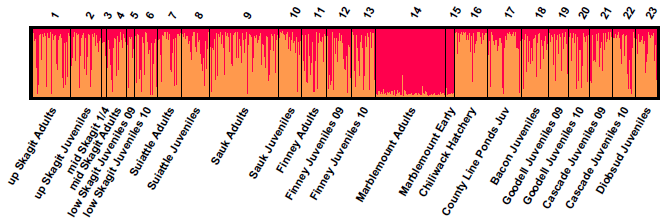 1 2 3 4 5 6 7 8 9 10 11 12 13 14 15 16 17 18 19 20 21 22 23
up Skagit Adults
up Skagit Juveniles
mid Skagit 1/4
mid Skagit Adults
low Skagit Juveniles 09
low Skagit Juveniles 10
Suiattle Adults
Suiattle Juveniles
Sauk Adults
Sauk Juveniles
Finney Adults
Finney Juveniles 09
Finney Juveniles 10
Marblemount Adults
Marblemount Early
Chiliwack Hatchery
County Line Ponds Juv
Bacon Juveniles
Goodell Juveniles 09
Goodell Juveniles 10
Cascade Juveniles 09
Cascade Juveniles 10
Diobsud Juveniles